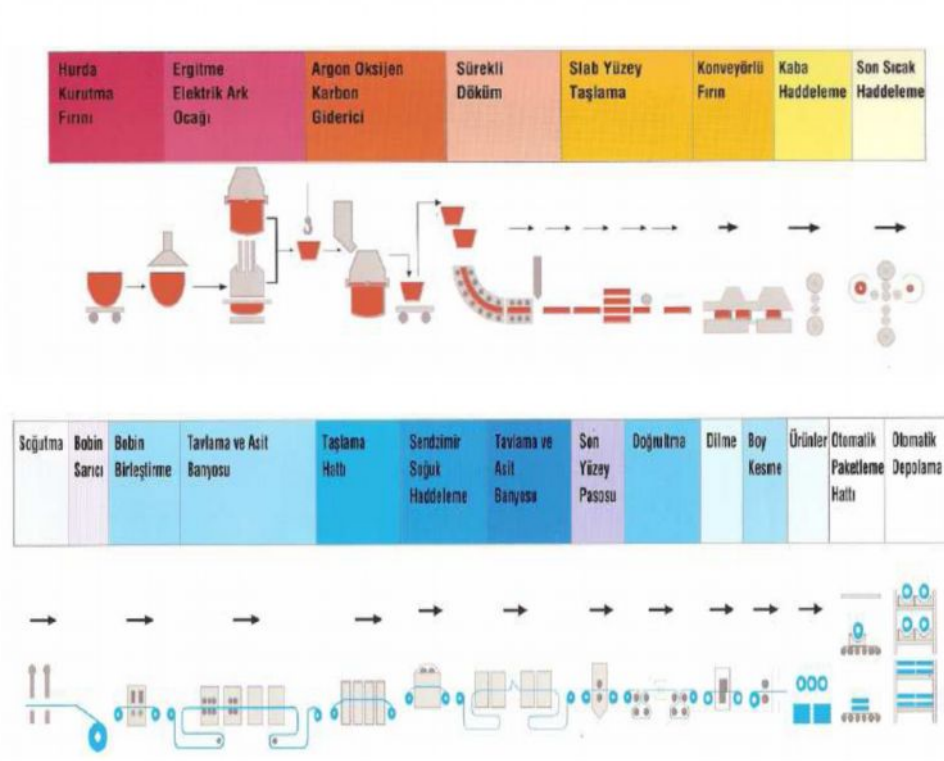 Hurda
Kurutma
Fırını
Ergitme
Elektrik Ark
Ocağı
Argon Oksijen
Karbon
Giderici
Sürekli
Döküm
Slab Yüzey
Taşlama
Konveyörlü
Fırın
Kaba
Haddeleme
Son Sıcak
Haddeleme
Soğutma
Bobin
Sarıcı
Bobin
Birleştirme
Tavlama ve Asit
Banyosu
Taşlama
Hattı
Sendzimir
Soğuk
Haddeleme
Tavlama ve
Asit
Banyosu
Son
Yüzey
Pasosu
Doğrultma
Dilme
Boy
Kesme
Ürünler
Otomatik
Paketleme
Hattı
Otomatik
Depolama